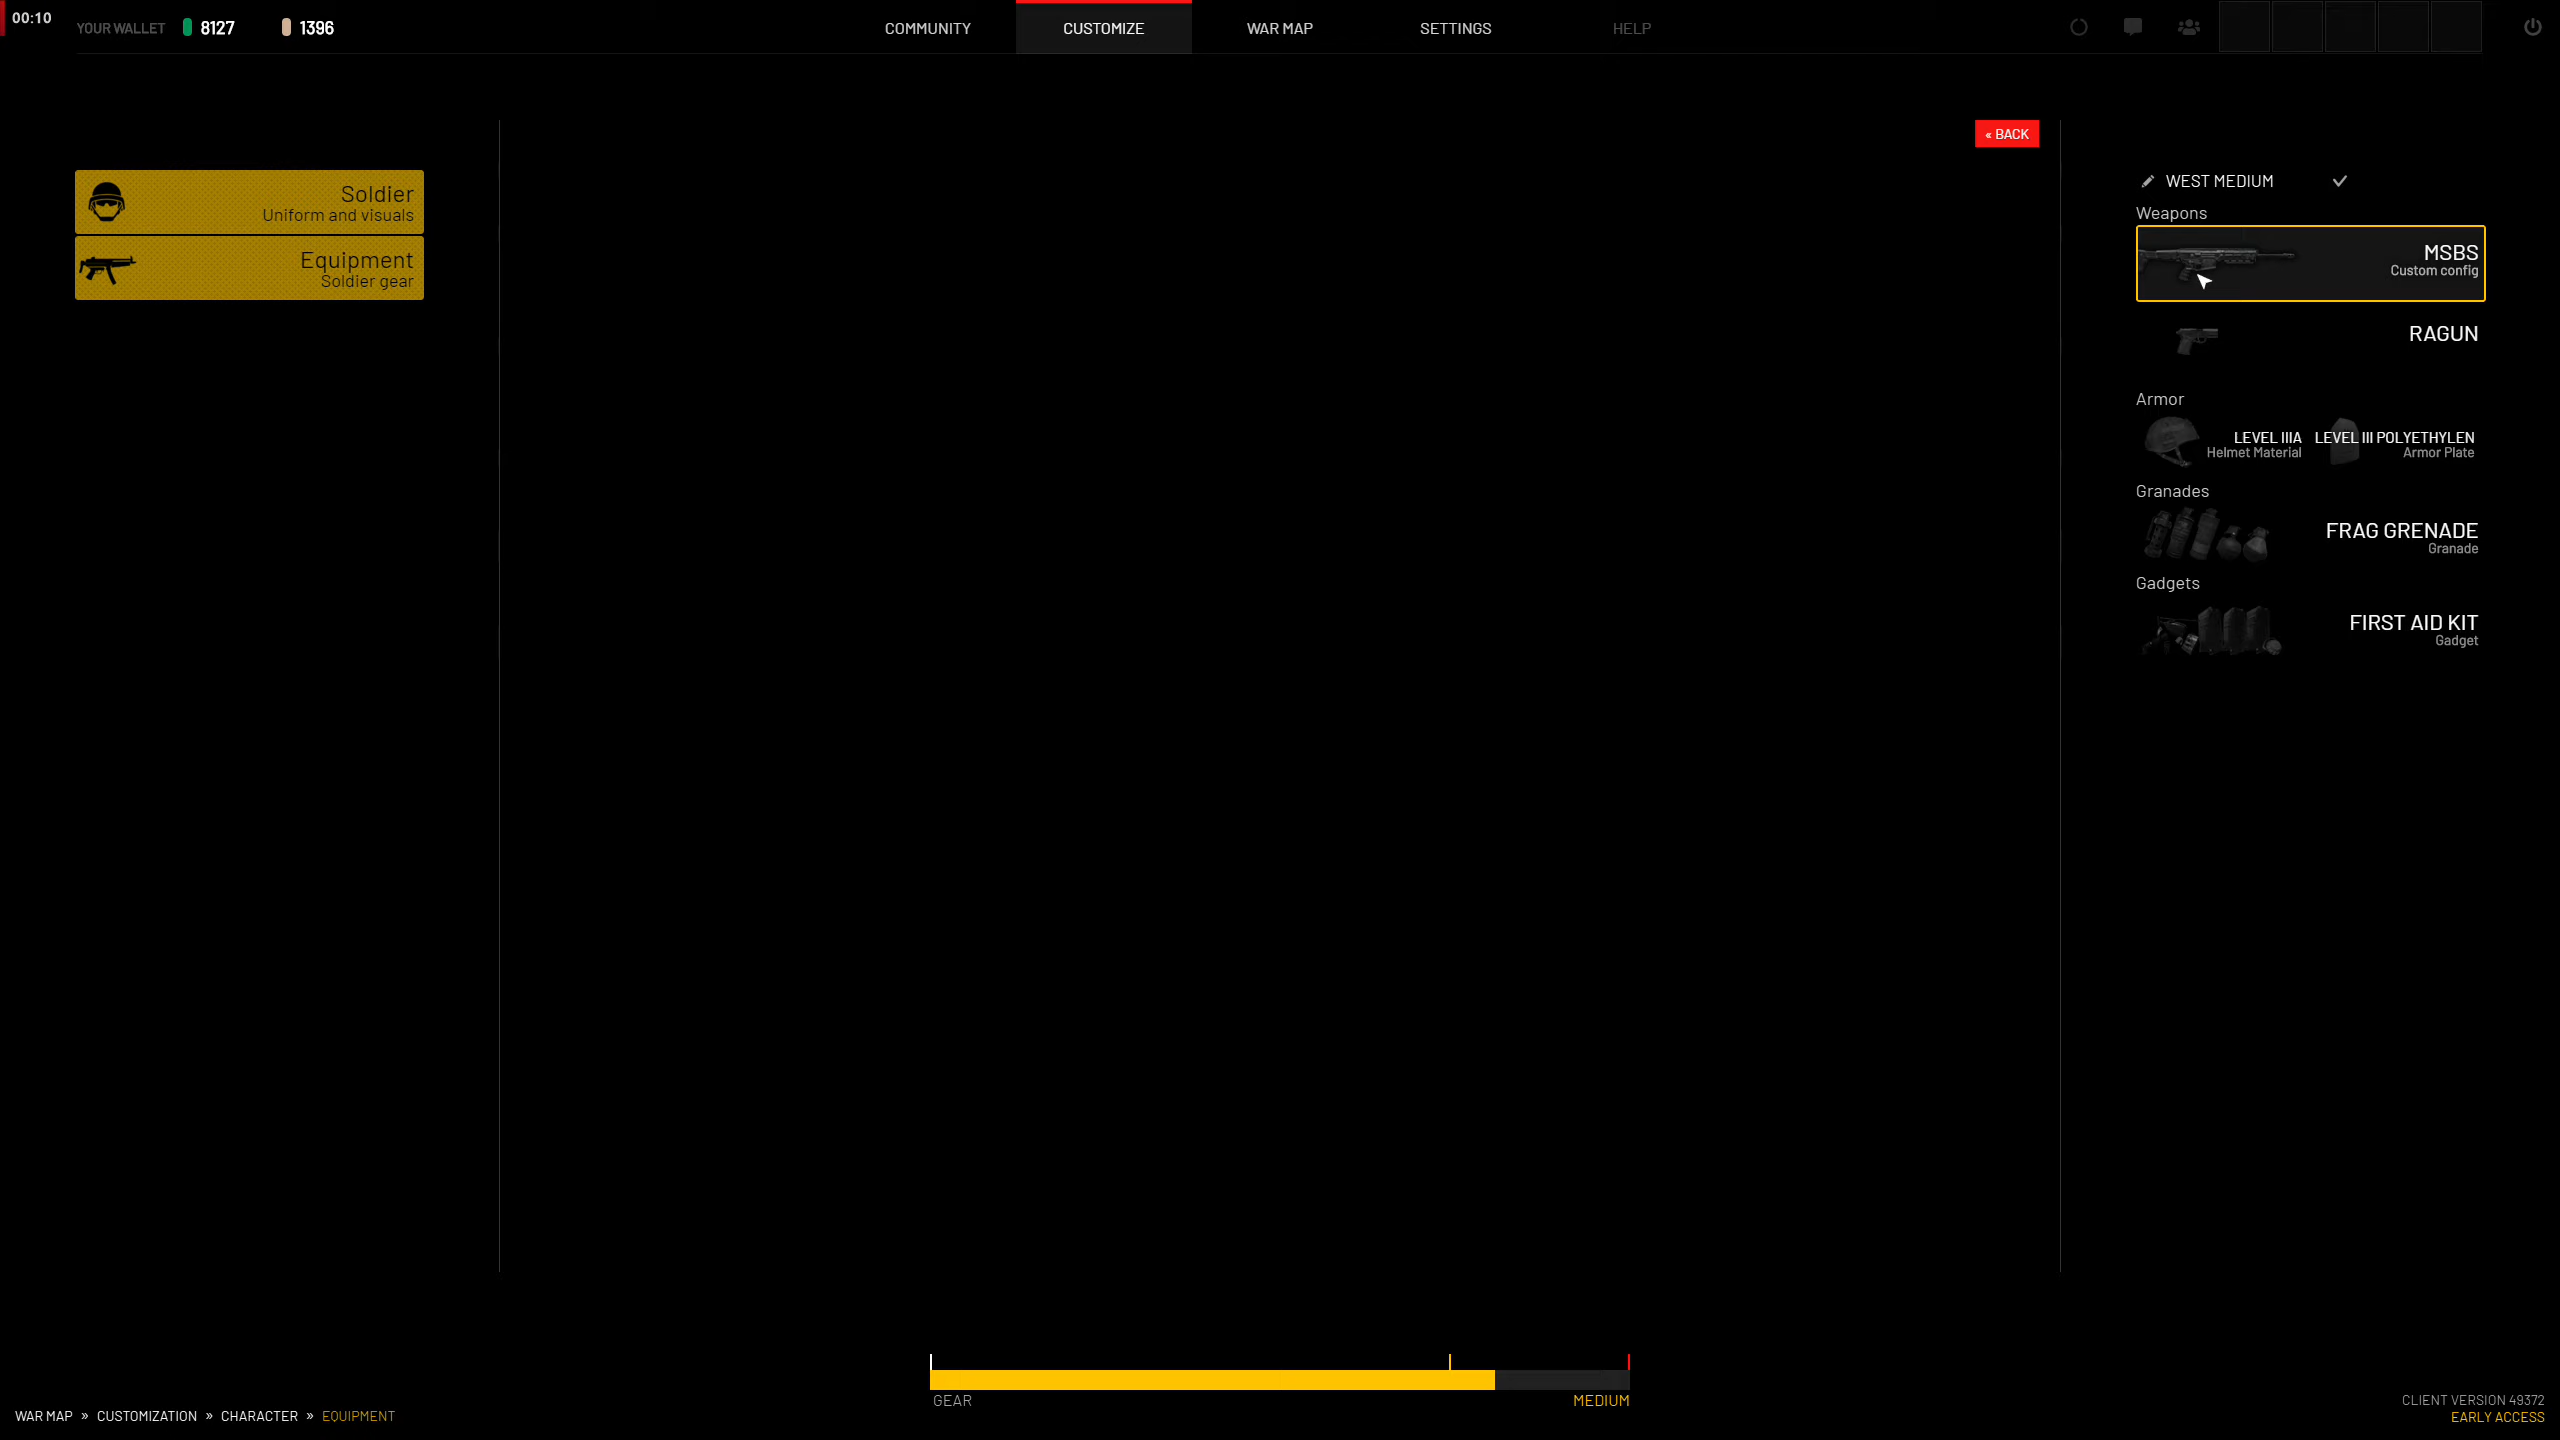 00:10
YOUR WALLET 8127 1396
COMMUNITY CUSTOMIZE WAR MAP SETTINGS HELP
« BACK
Soldier
Uniform and visuals
Equipment
Soldier gear
WEST MEDIUM
Weapons
MSBS
Custom config
RAGUN
Armor
LEVEL IIIA LEVEL III POLYETHYLEN
Helmet Material Armor Plate
Granades
FRAG GRENADE
Granade
Gadgets
FIRST AID KIT
Gadget
GEAR MEDIUM
WAR MAP » CUSTOMIZATION » CHARACTER » EQUIPMENT
CLIENT VERSION 49372
EARLY ACCESS